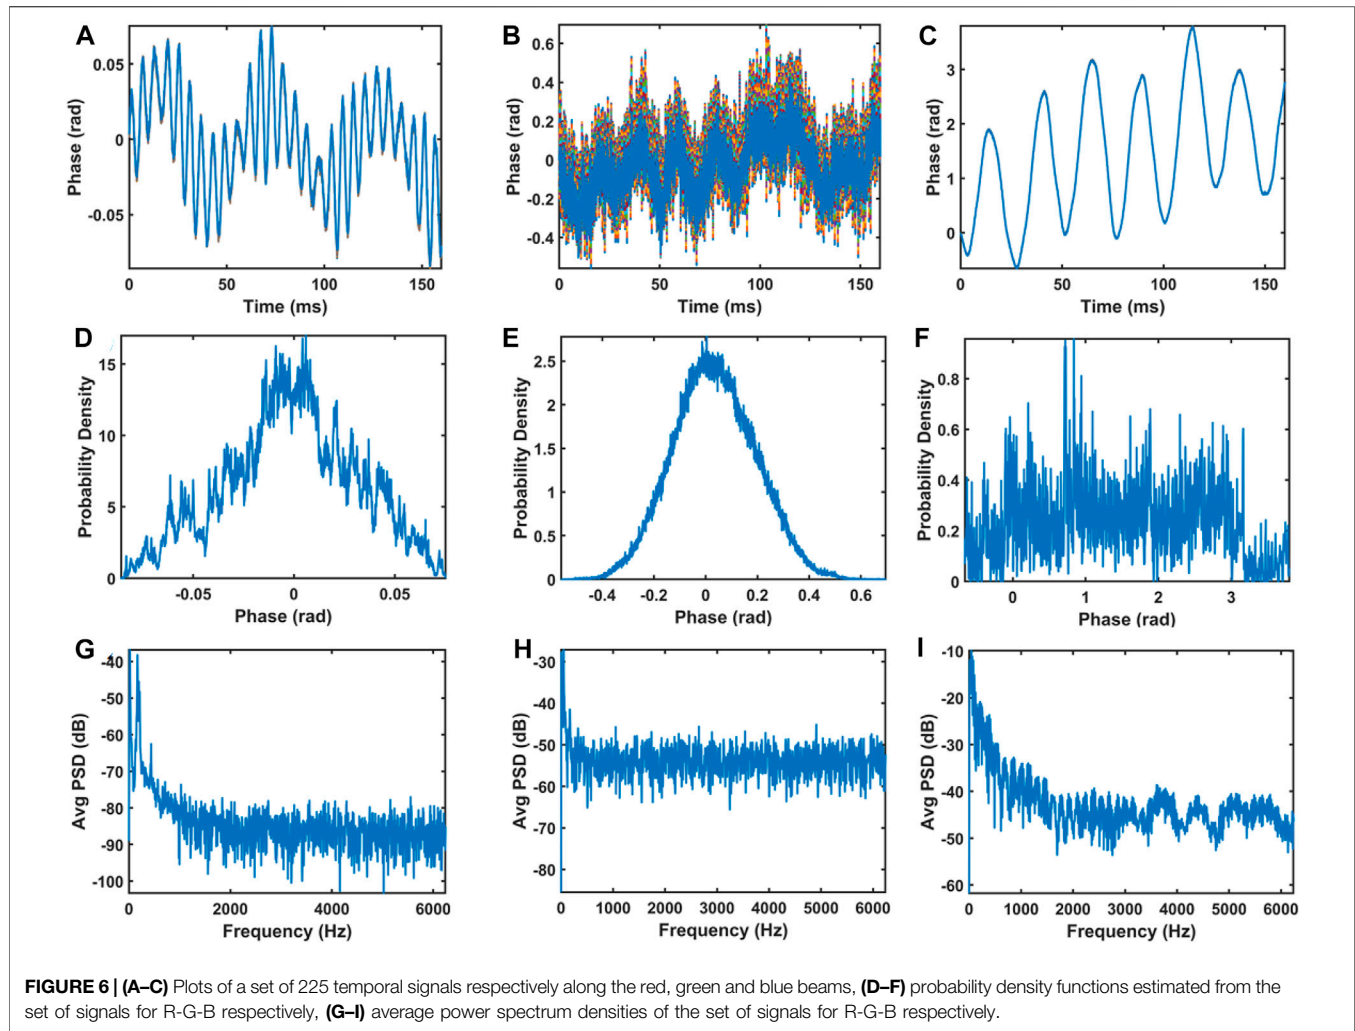 A
0.05
0
-0.05
Phase (rad)
0 50 100 150
Time (ms)
B
0.6
0.4
0.2
0
-0.2
-0.4
Phase (rad)
0 50 100 150
Time (ms)
C
3
2
1
0
Phase (rad)
0 50 100 150
Time (ms)
D
15
10
5
0
Probability Density
-0.05 0 0.05
Phase (rad)
E
2.5
2
1.5
1
0.5
0
Probability Density
-0.4 -0.2 0 0.2 0.4 0.6
Phase (rad)
F
0.8
0.6
0.4
0.2
0
Probability Density
0 1 2 3
Phase (rad)
G
-40
-50
-60
-70
-80
-90
-100
Avg PSD (dB)
0 2000 4000 6000
Frequency (Hz)
H
-30
-40
-50
-60
-70
-80
Avg PSD (dB)
0 1000 2000 3000 4000 5000 6000
Frequency (Hz)
I
-10
-20
-30
-40
-50
-60
Avg PSD (dB)
0 1000 2000 3000 4000 5000 6000
Frequency (Hz)
FIGURE 6 | (A–C) Plots of a set of 225 temporal signals respectively along the red, green and blue beams, (D–F) probability density functions estimated from the
set of signals for R-G-B respectively, (G–I) average power spectrum densities of the set of signals for R-G-B respectively.